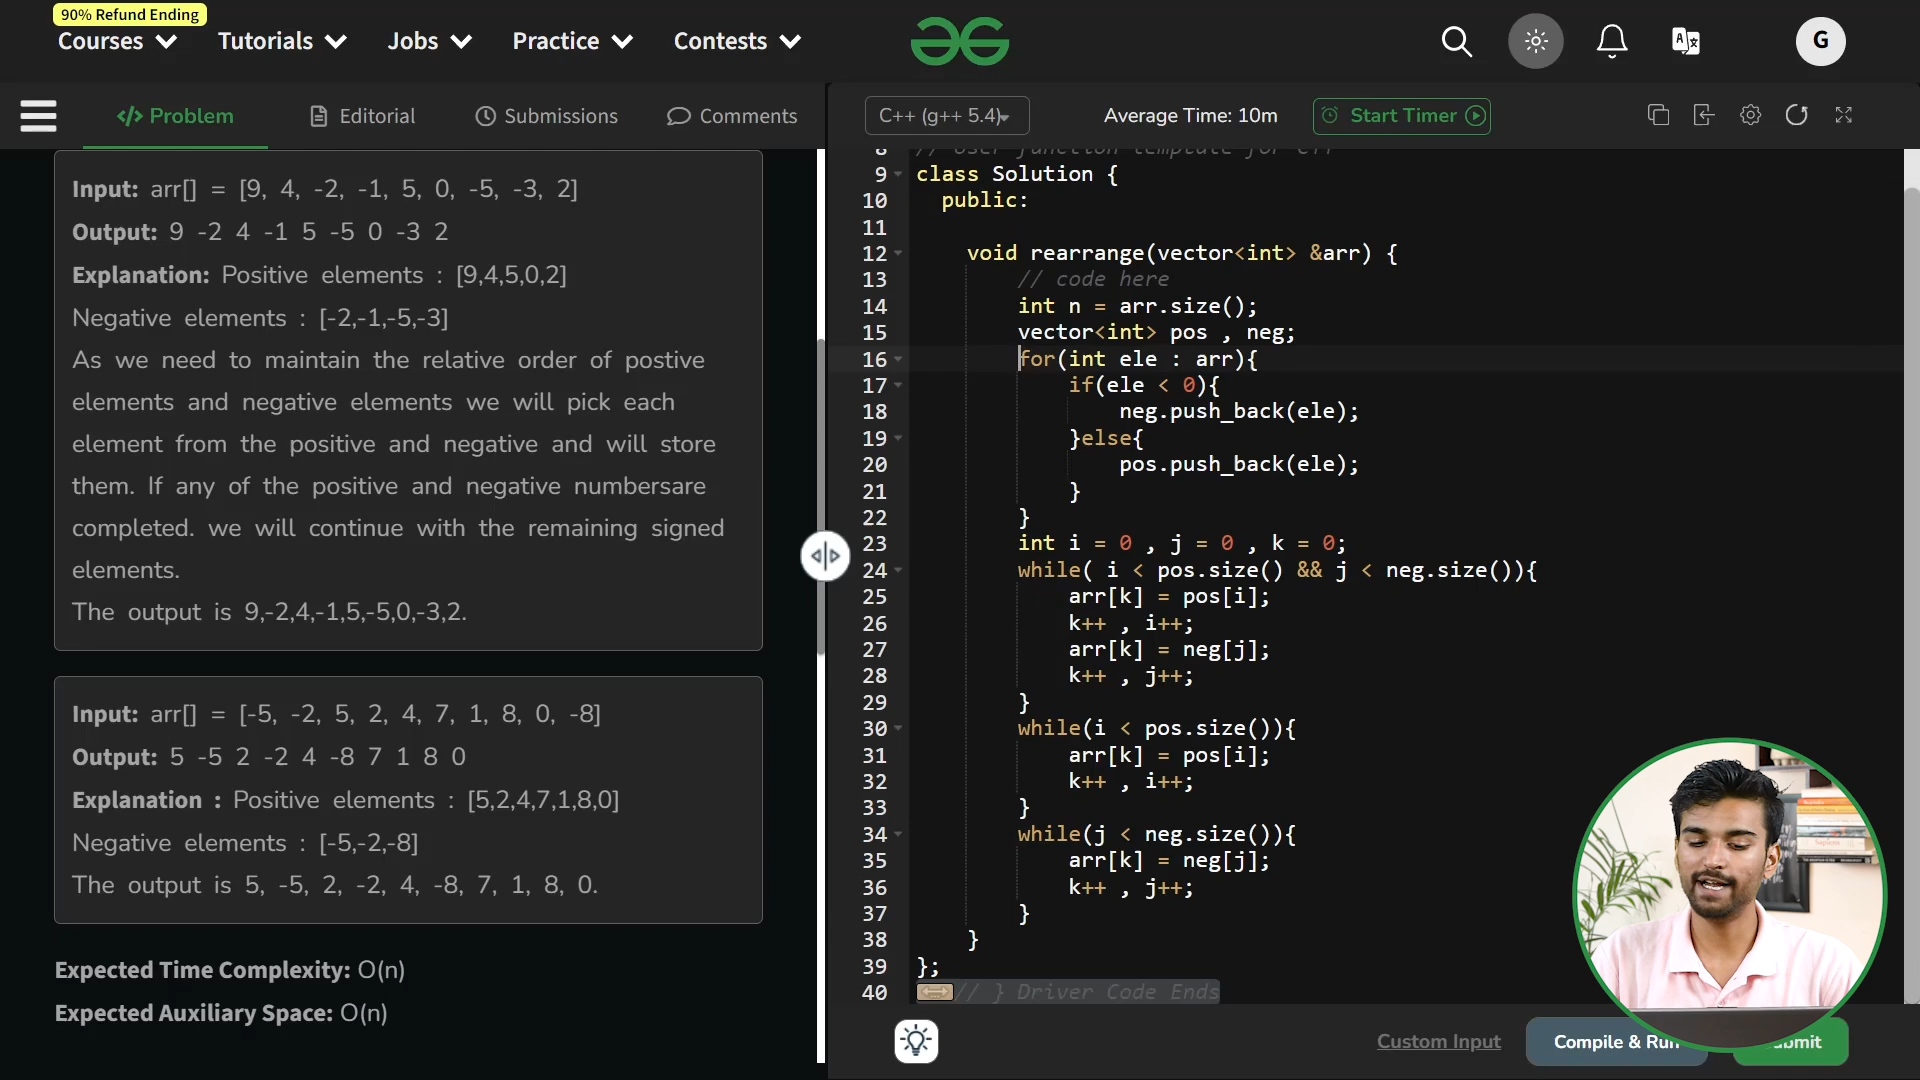 90% Refund Ending
Courses Tutorials Jobs Practice Contests
G
Problem Editorial Submissions Comments
C++ (g++ 5.4) Average Time: 10m Start Timer
Input: arr[] = [9, 4, -2, -1, 5, 0, -5, -3, 2]
Output: 9 -2 4 -1 5 -5 0 -3 2
Explanation: Positive elements : [9,4,5,0,2]
Negative elements : [-2,-1,-5,-3]
As we need to maintain the relative order of postive
elements and negative elements we will pick each
element from the positive and negative and will store
them. If any of the positive and negative numbersare
completed. we will continue with the remaining signed
elements.
The output is 9,-2,4,-1,5,-5,0,-3,2.
Input: arr[] = [-5, -2, 5, 2, 4, 7, 1, 8, 0, -8]
Output: 5 -5 2 -2 4 -8 7 1 8 0
Explanation : Positive elements : [5,2,4,7,1,8,0]
Negative elements : [-5,-2,-8]
The output is 5, -5, 2, -2, 4, -8, 7, 1, 8, 0.
Expected Time Complexity: O(n)
Expected Auxiliary Space: O(n)
8 // User function template for C++
9 class Solution {
10 public:
11
12 void rearrange(vector<int> &arr) {
13 // code here
14 int n = arr.size();
15 vector<int> pos , neg;
16 for(int ele : arr){
17 if(ele < 0){
18 neg.push_back(ele);
19 }else{
20 pos.push_back(ele);
21 }
22 }
23 int i = 0 , j = 0 , k = 0;
24 while( i < pos.size() && j < neg.size()){
25 arr[k] = pos[i];
26 k++ , i++;
27 arr[k] = neg[j];
28 k++ , j++;
29 }
30 while(i < pos.size()){
31 arr[k] = pos[i];
32 k++ , i++;
33 }
34 while(j < neg.size()){
35 arr[k] = neg[j];
36 k++ , j++;
37 }
38 }
39 };
40 // } Driver Code Ends
Custom Input Compile & Run